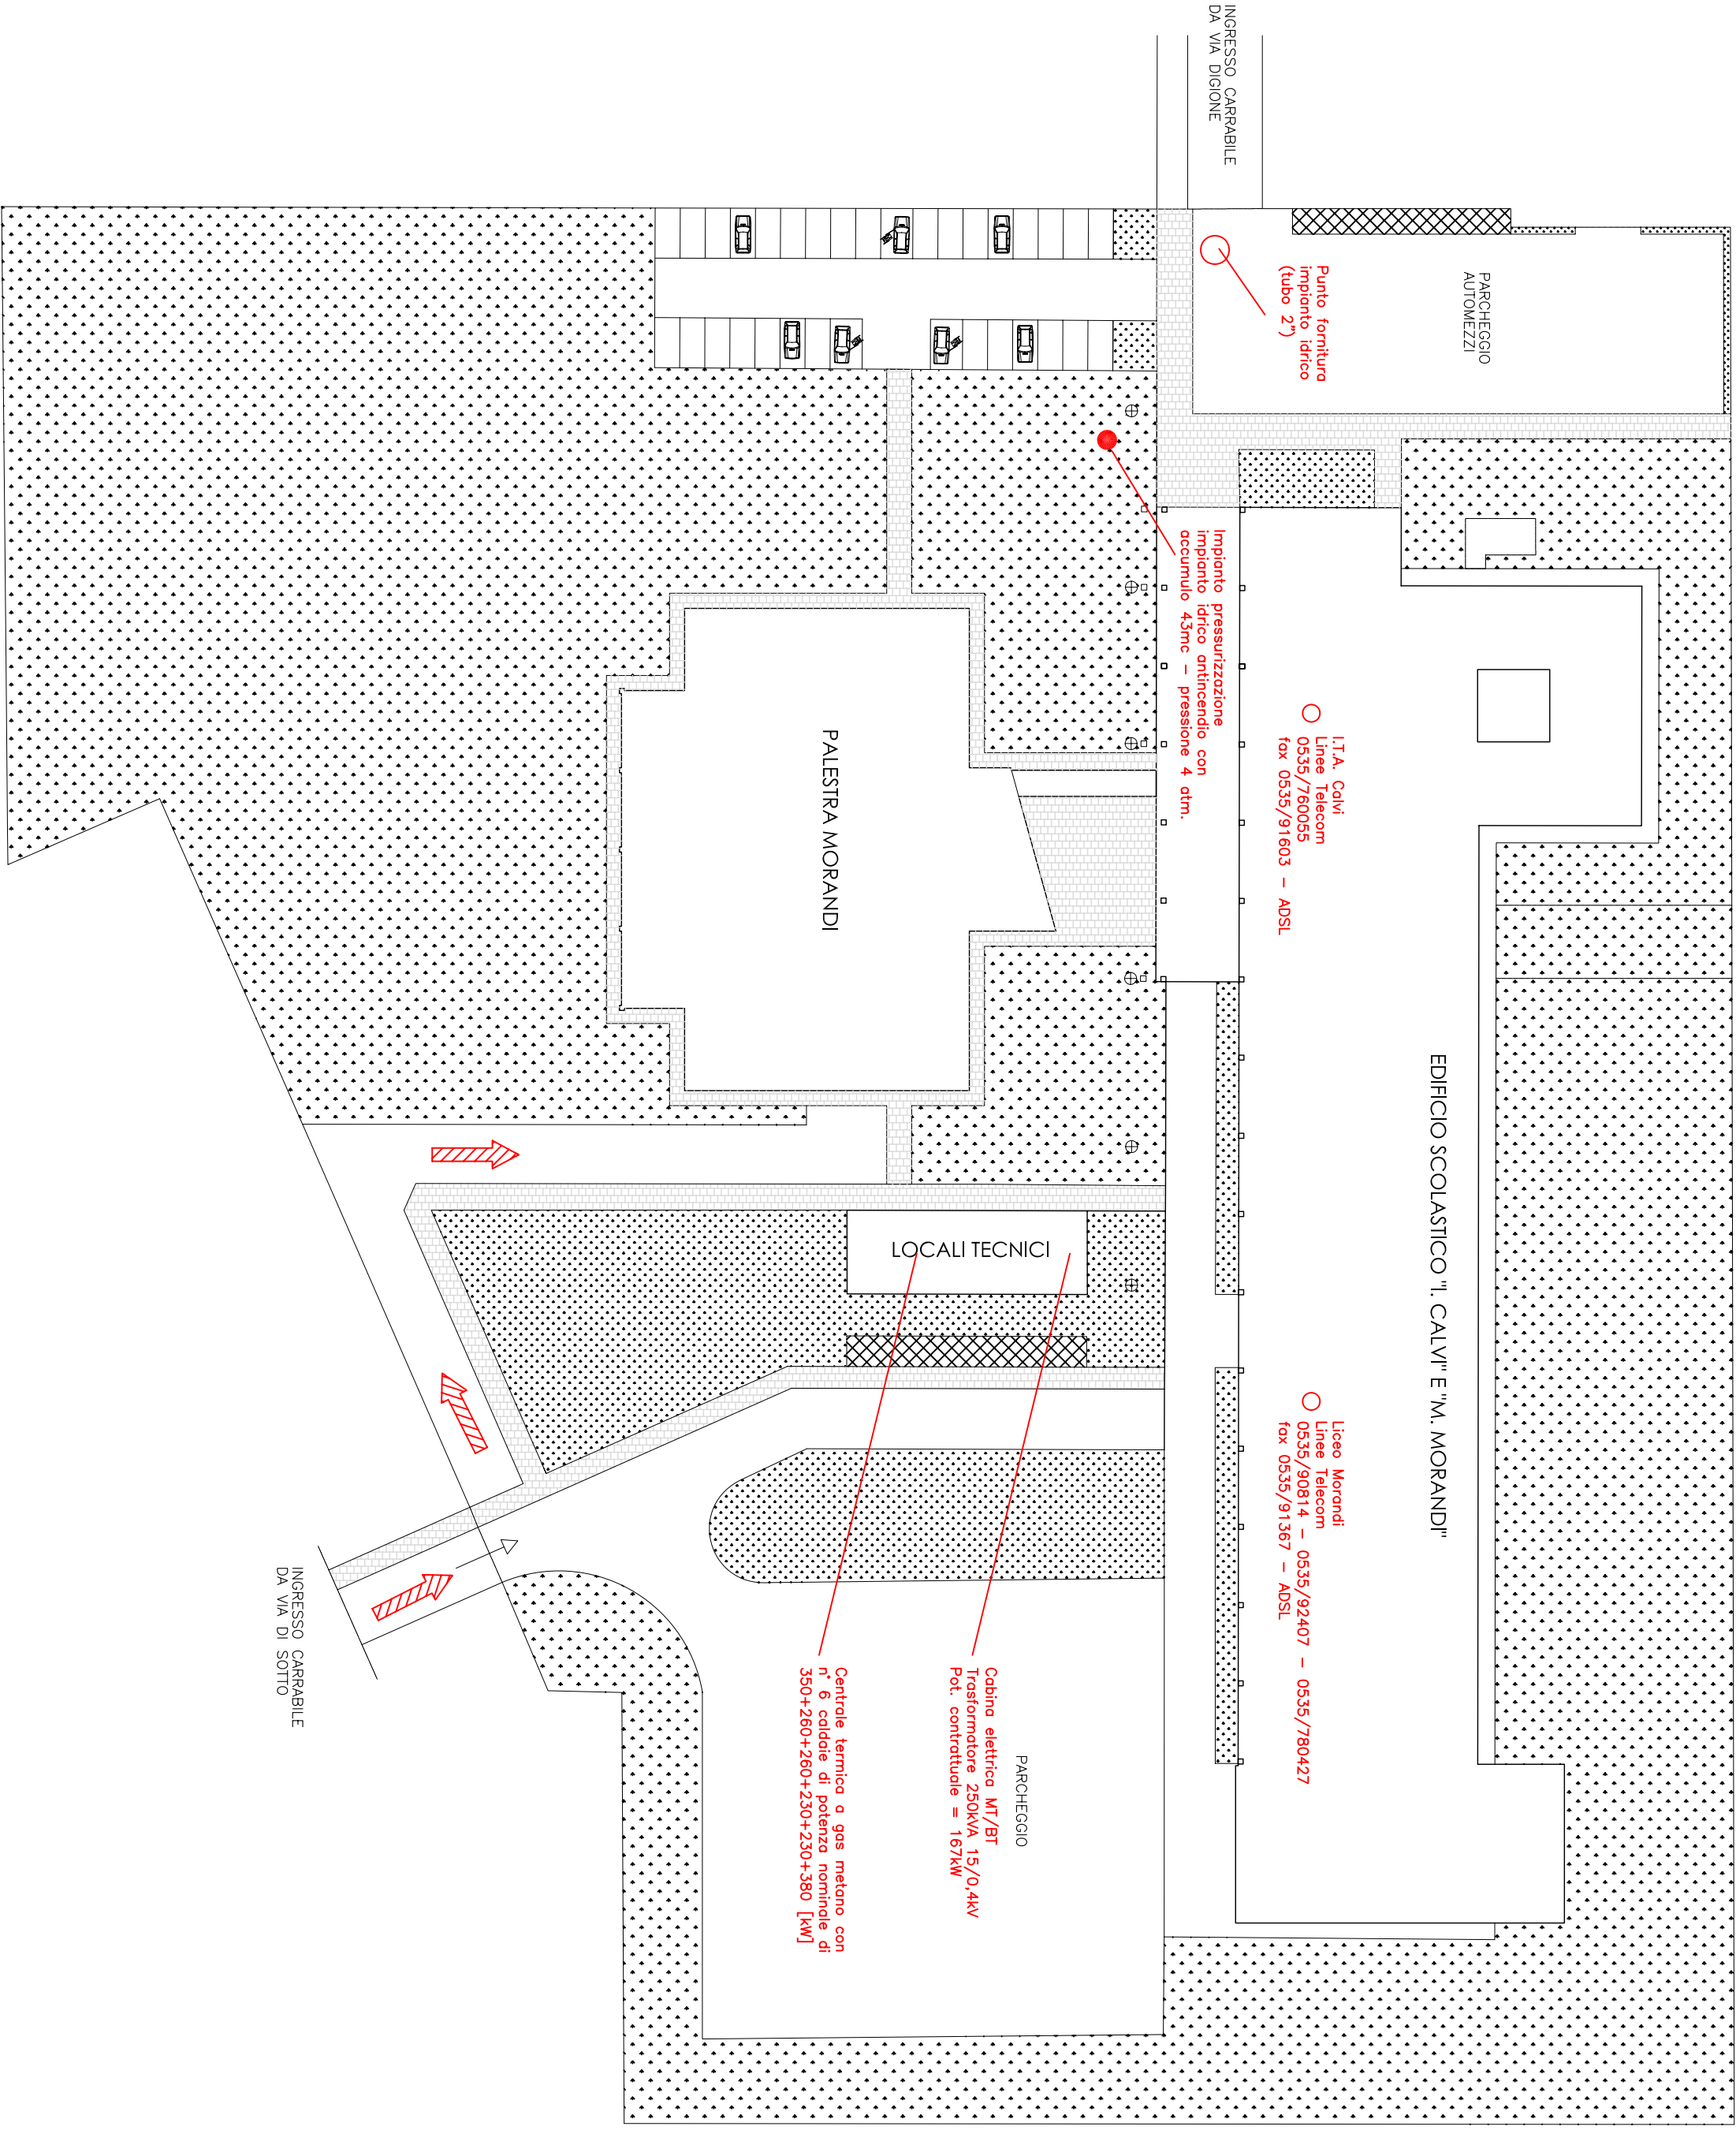 INGRESSO CARRABILE
DA VIA DIGIONE
PARCHEGGIO
AUTOMEZZI
Punto fornitura
impianto idrico
(tubo 2")
Impianto pressurizzazione
impianto idrico antincendio con
accumulo 43mc - pressione 4 atm.
I.T.A. Calvi
Linee Telecom
0535/760055
fax 0535/91603 - ADSL
EDIFICIO SCOLASTICO "I. CALVI" E "M. MORANDI"
Liceo Morandi
Linee Telecom
0535/90814 - 0535/92407 - 0535/780427
fax 0535/91367 - ADSL
PALESTRA MORANDI
LOCALI TECNICI
PARCHEGGIO
Cabina elettrica MT/BT
Trasformatore 250kVA 15/0,4kV
Pot. contrattuale = 167kW
Centrale termica a gas metano con
n° 6 caldaie di potenza nominale di
350+260+260+260+230+230+380 [kW]
INGRESSO CARRABILE
DA VIA DI SOTTO